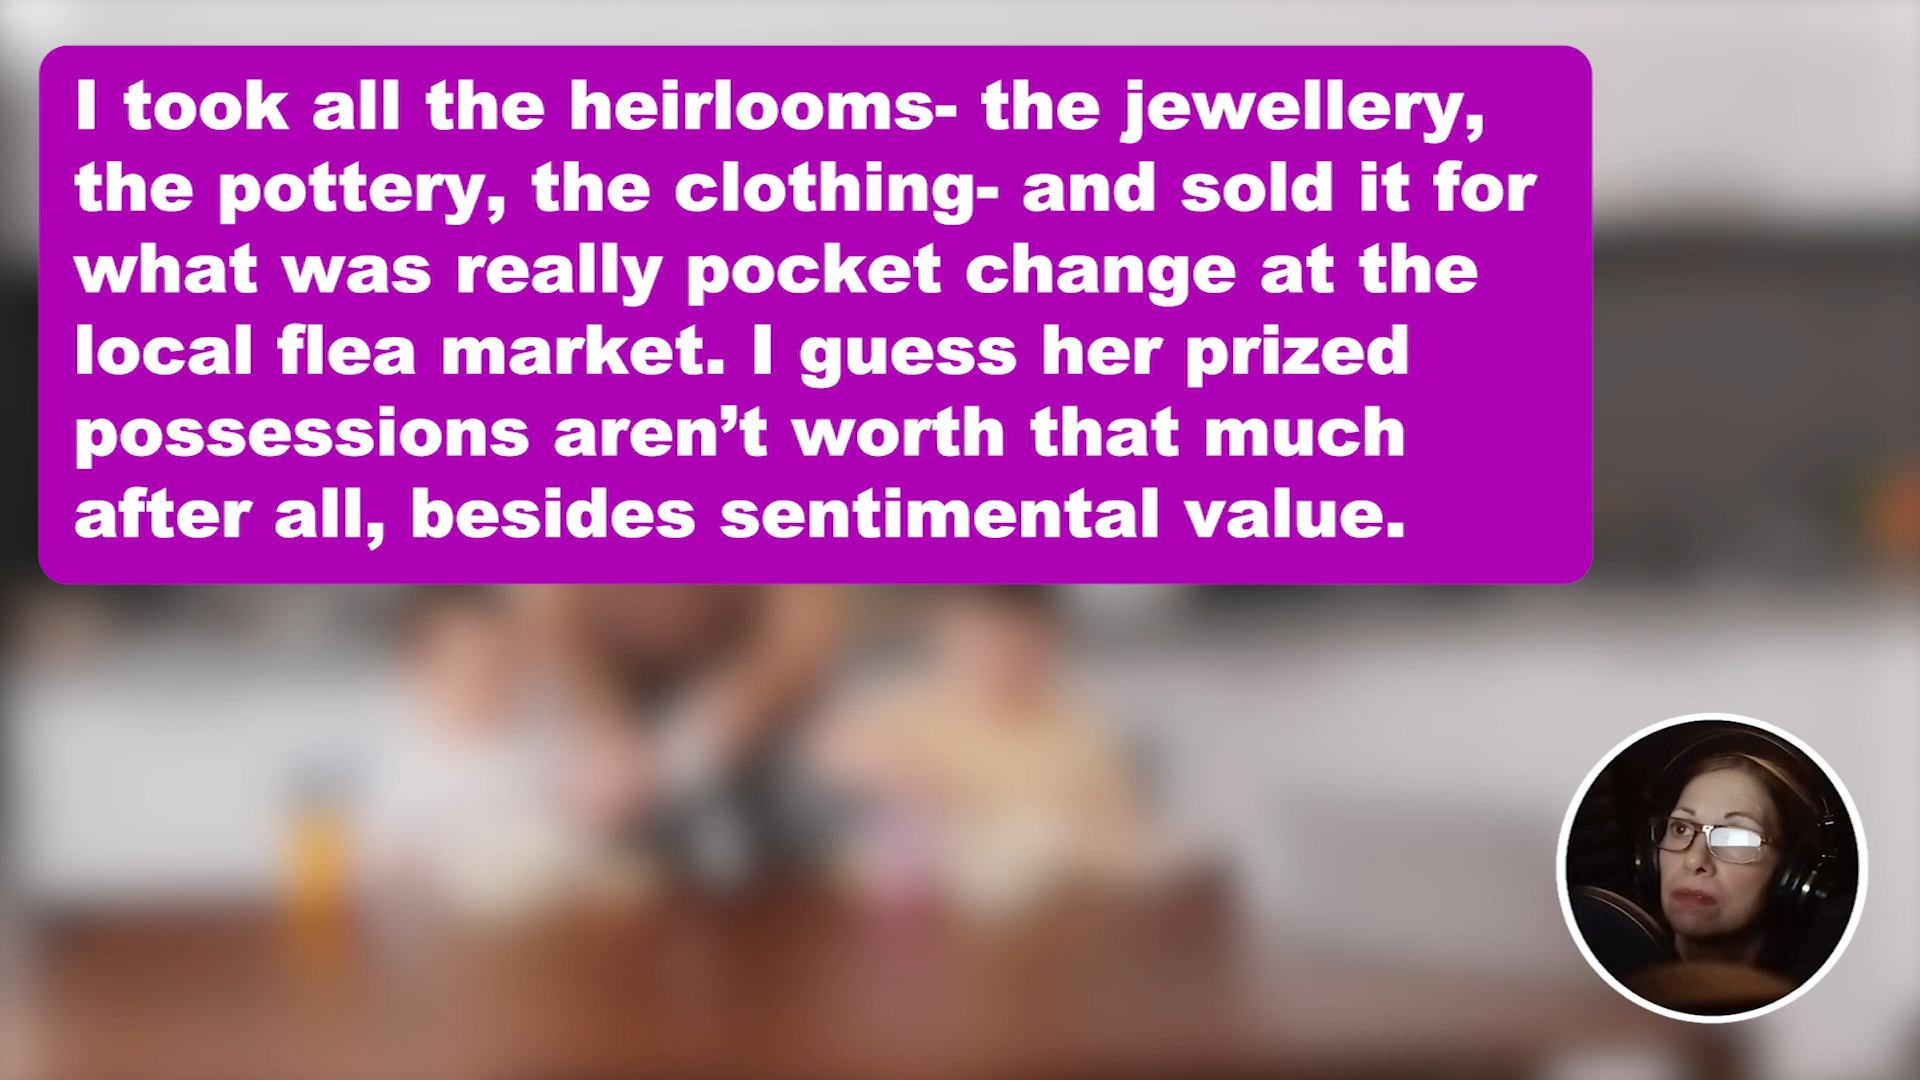 I took all the heirlooms- the jewellery,
the pottery, the clothing- and sold it for
what was really pocket change at the
local flea market. I guess her prized
possessions aren’t worth that much
after all, besides sentimental value.